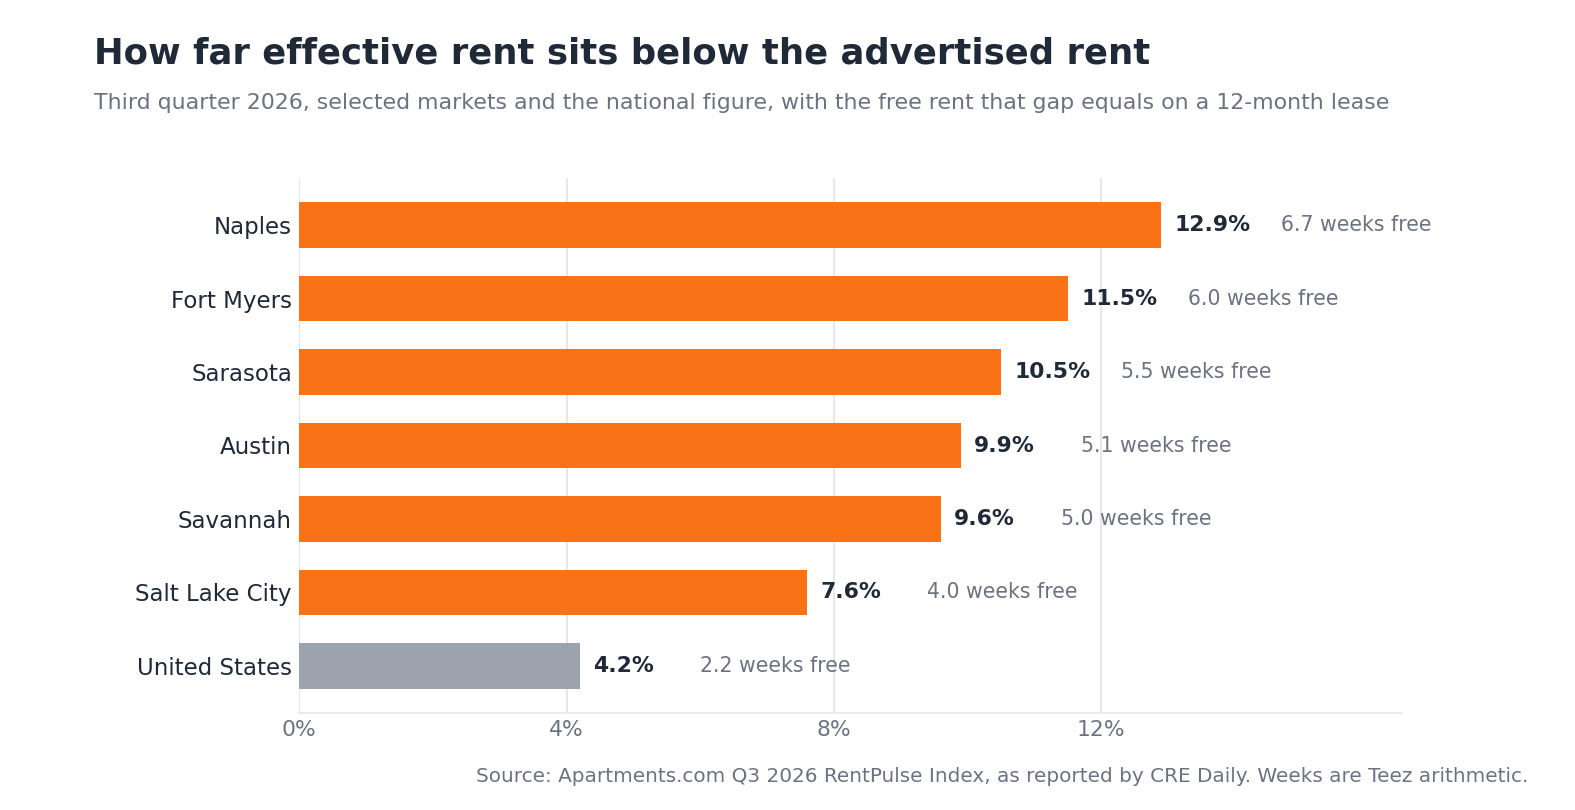 How far effective rent sits below the advertised rent
Third quarter 2026, selected markets and the national figure, with the free rent that gap equals on a 12-month lease
Naples 12.9% 6.7 weeks free
Fort Myers 11.5% 6.0 weeks free
Sarasota 10.5% 5.5 weeks free
Austin 9.9% 5.1 weeks free
Savannah 9.6% 5.0 weeks free
Salt Lake City 7.6% 4.0 weeks free
United States 4.2% 2.2 weeks free
0% 4% 8% 12%
Source: Apartments.com Q3 2026 RentPulse Index, as reported by CRE Daily. Weeks are Teez arithmetic.